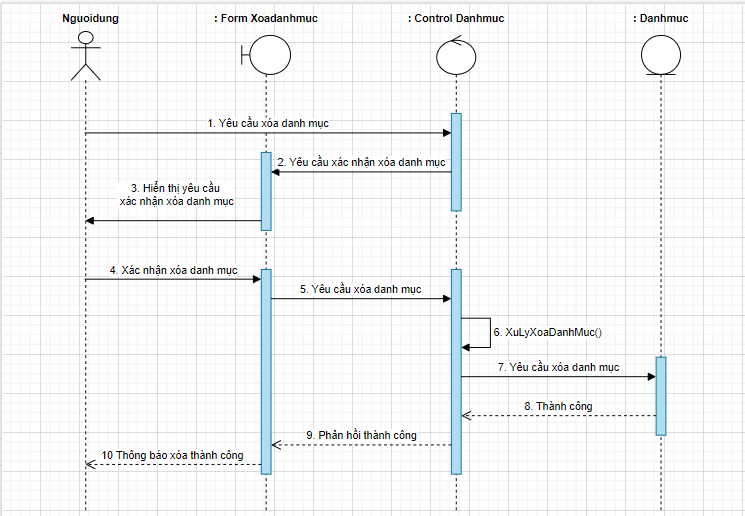 Nguoidung
: Form Xoadanhmuc
: Control Danhmuc
: Danhmuc
1. Yêu cầu xóa danh mục
2. Yêu cầu xác nhận xóa danh mục
3. Hiển thị yêu cầu
xác nhận xóa danh mục
4. Xác nhận xóa danh mục
5. Yêu cầu xóa danh mục
6. XuLyXoaDanhMuc()
7. Yêu cầu xóa danh mục
8. Thành công
9. Phản hồi thành công
10 Thông báo xóa thành công